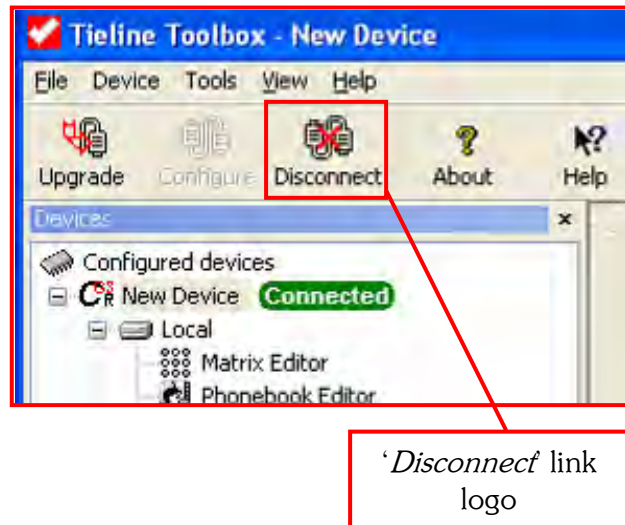 Tieline Toolbox - New Device
File Device Tools View Help
Upgrade Configure Disconnect About Help
Devices
Configured devices
New Device Connected
Local
Matrix Editor
Phonebook Editor
‘Disconnect’ link
logo